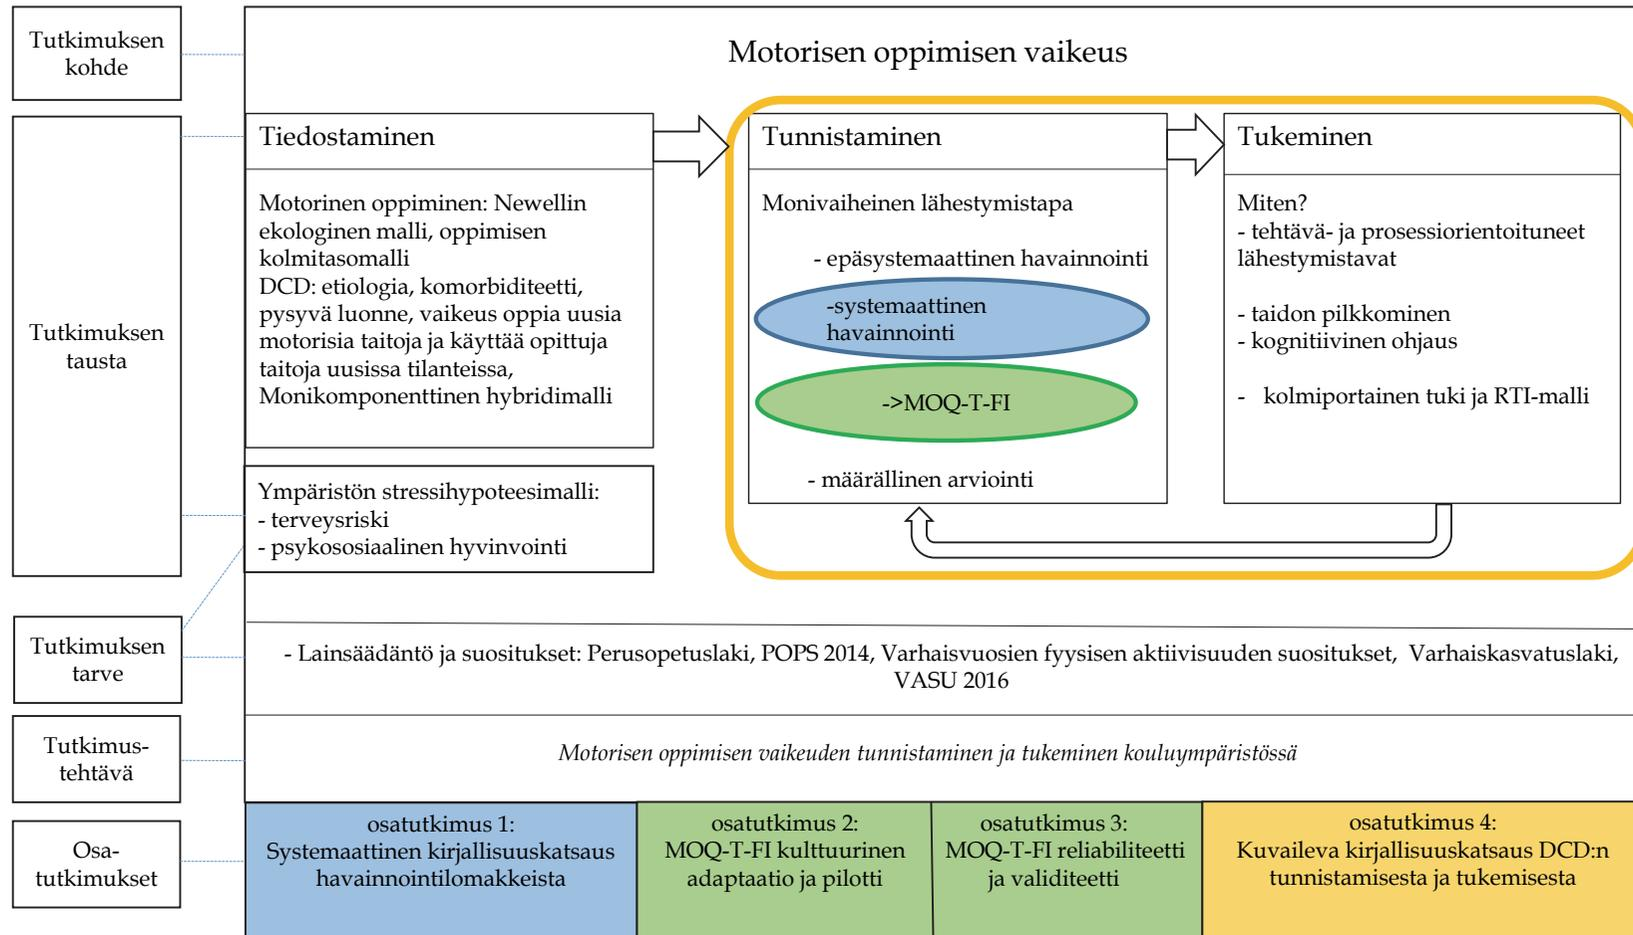 Tutkimuksen
kohde
Motorisen oppimisen vaikeus
Tutkimuksen
tausta
Tiedostaminen
Motorinen oppiminen: Newellin
ekologinen malli, oppimisen
kolmitasomalli
DCD: etiologia, komorbiditeetti,
pysyvä luonne, vaikeus oppia uusia
motorisia taitoja ja käyttää opittuja
taitoja uusissa tilanteissa,
Monikomponenttinen hybridimalli
Ympäristön stressihypoteesimalli:
- terveysriski
- psykososiaalinen hyvinvointi
Tunnistaminen
Monivaiheinen lähestymistapa
- epäsystemaattinen havainnointi
-systemaattinen
havainnointi
->MOQ-T-FI
- määrällinen arviointi
Tukeminen
Miten?
- tehtävä- ja prosessiorientoituneet
lähestymistavat
- taidon pilkkominen
- kognitiivinen ohjaus
- kolmiportainen tuki ja RTI-malli
Tutkimuksen
tarve
- Lainsäädäntö ja suositukset: Perusopetuslaki, POPS 2014, Varhaisvuosien fyysisen aktiivisuuden suositukset, Varhaiskasvatuslaki,
VASU 2016
Tutkimus-
tehtävä
Motorisen oppimisen vaikeuden tunnistaminen ja tukeminen kouluympäristössä
Osa-
tutkimukset
osatutkimus 1:
Systemaattinen kirjallisuuskatsaus
havainnointilomakkeista
osatutkimus 2:
MOQ-T-FI kulttuurinen
adaptaatio ja pilotti
osatutkimus 3:
MOQ-T-FI reliabiliteetti
ja validiteetti
osatutkimus 4:
Kuvaileva kirjallisuuskatsaus DCD:n
tunnistamisesta ja tukemisesta